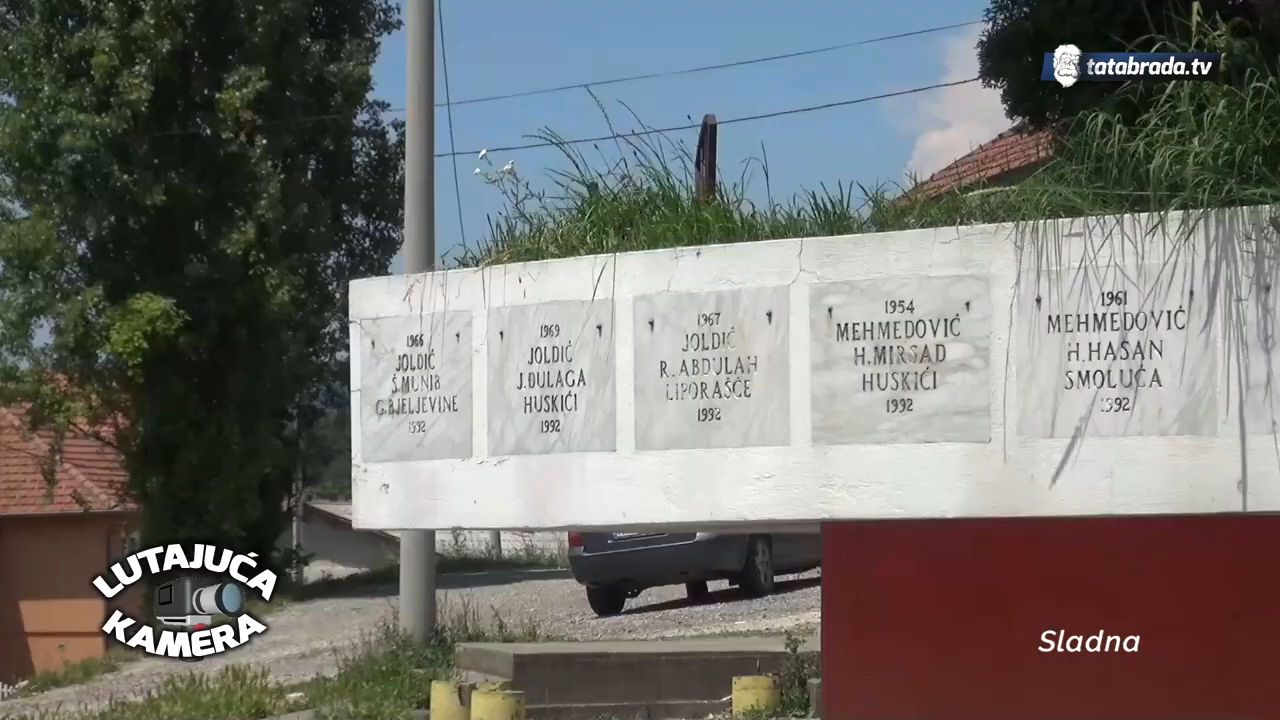 tatabrada.tv
1966
JOLDIĆ
Š.MUNIB
G.BJELJEVINE
1992
1969
JOLDIĆ
J.ĐULAGA
HUSKIĆI
1992
1967
JOLDIĆ
R.ABDULAH
LIPORAŠĆE
1992
1954
MEHMEDOVIĆ
H.MIRSAD
HUSKIĆI
1992
1961
MEHMEDOVIĆ
H.HASAN
SMOLUĆA
1992
LUTAJUĆA
KAMERA
Sladna